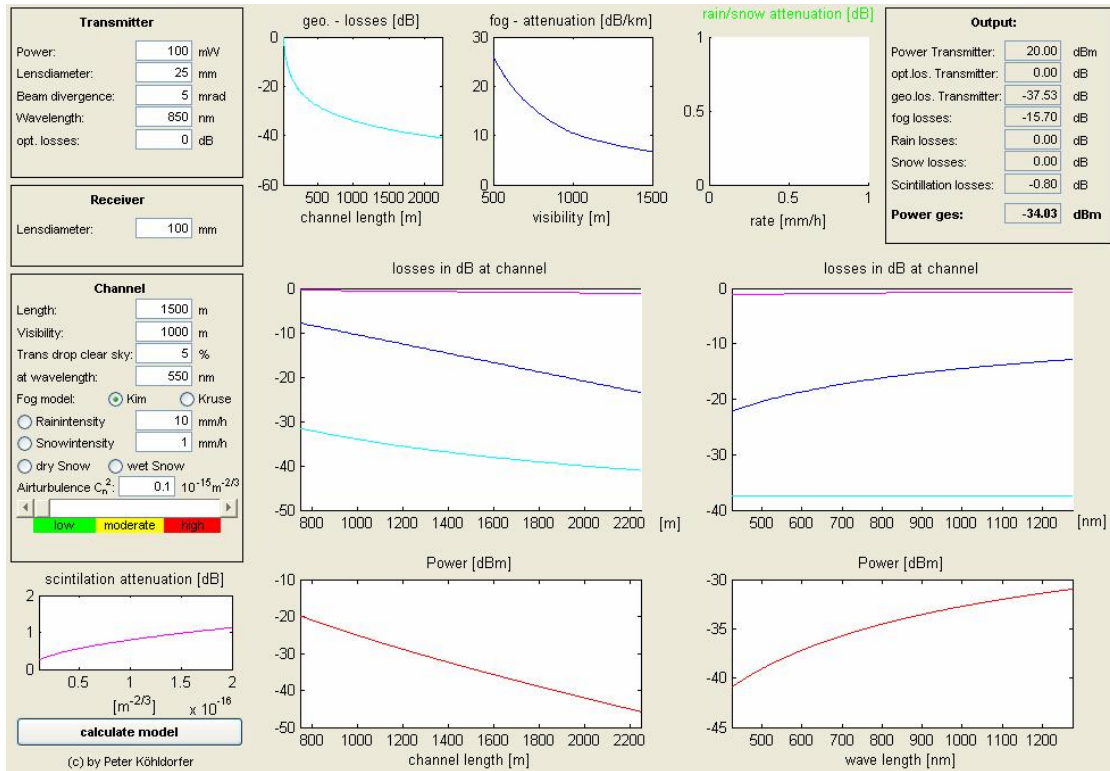 Transmitter
Power: 100 mW
Lensdiameter: 25 mm
Beam divergence: 5 mrad
Wavelength: 850 nm
opt. losses: 0 dB
Receiver
Lensdiameter: 100 mm
Channel
Length: 1500 m
Visibility: 1000 m
Trans drop clear sky: 5 %
at wavelength: 550 nm
Fog model: Kim Kruse
Rainintensity 10 mm/h
Snowintensity 1 mm/h
dry Snow wet Snow
Airturbulence Cn²: 0.1 10^-15 m^-2/3
low moderate high
scintilation attenuation [dB]
2
1
0
0.5 1 1.5 2
[m^-2/3] x 10^-16
calculate model
(c) by Peter Köhldorfer
geo. - losses [dB]
0
-20
-40
-60
500 1000 1500 2000
channel length [m]
fog - attenuation [dB/km]
30
20
10
0
500 1000 1500
visibility [m]
rain/snow attenuation [dB]
1
0.5
0
0 0.5 1
rate [mm/h]
Output:
Power Transmitter: 20.00 dBm
opt.los. Transmitter: 0.00 dB
geo.los. Transmitter: -37.53 dB
fog losses: -15.70 dB
Rain losses: 0.00 dB
Snow losses: 0.00 dB
Scintillation losses: -0.80 dB
Power ges: -34.03 dBm
losses in dB at channel
0
-10
-20
-30
-40
-50
800 1000 1200 1400 1600 1800 2000 2200 [m]
losses in dB at channel
0
-10
-20
-30
-40
500 600 700 800 900 1000 1100 1200 [nm]
Power [dBm]
-10
-20
-30
-40
-50
800 1000 1200 1400 1600 1800 2000 2200
channel length [m]
Power [dBm]
-30
-35
-40
-45
500 600 700 800 900 1000 1100 1200
wave length [nm]